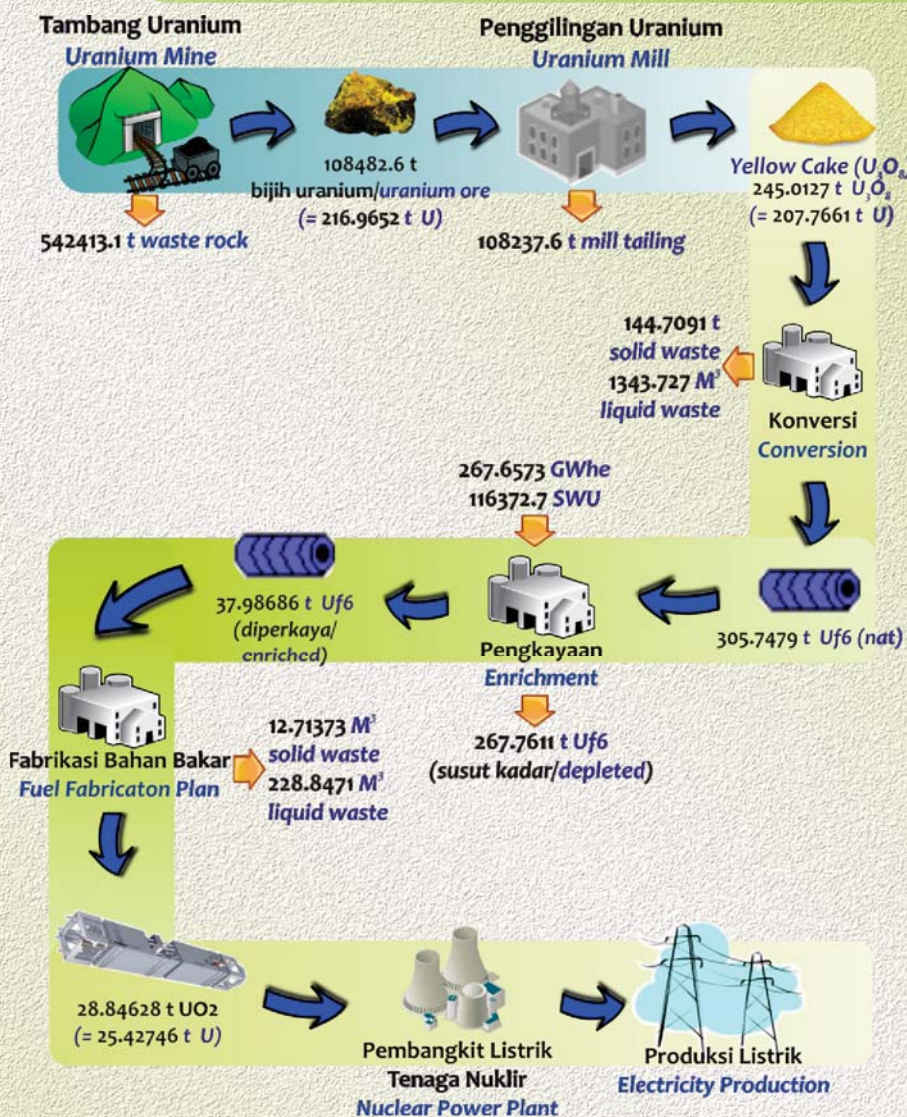 Tambang Uranium
Uranium Mine
Penggilingan Uranium
Uranium Mill
108482.6 t
bijih uranium/uranium ore
(= 216.9652 t U)
Yellow Cake (U₃O₈,
245.0127 t U₃O₈
(= 207.7661 t U)
542413.1 t waste rock
108237.6 t mill tailing
144.7091 t
solid waste
1343.727 M³
liquid waste
Konversi
Conversion
267.6573 GWhe
116372.7 SWU
37.98686 t Uf6
(diperkaya/
enriched)
Pengkayaan
Enrichment
305.7479 t Uf6 (nat)
Fabrikasi Bahan Bakar
Fuel Fabricaton Plan
12.71373 M³
solid waste
228.8471 M³
liquid waste
267.7611 t Uf6
(susut kadar/depleted)
28.84628 t UO2
(= 25.42746 t U)
Pembangkit Listrik
Tenaga Nuklir
Nuclear Power Plant
Produksi Listrik
Electricity Production